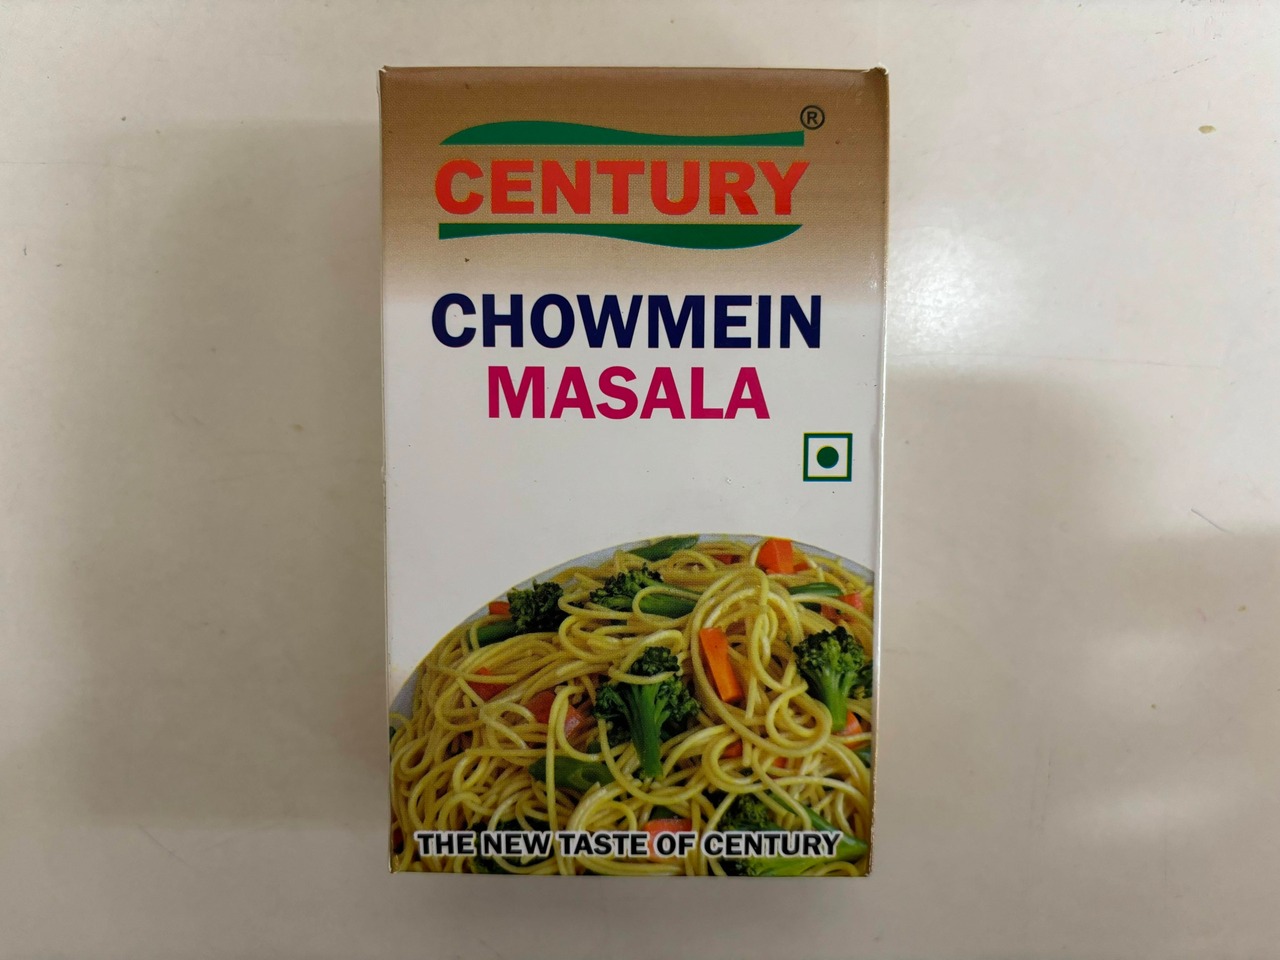 CENTURY®
CHOWMEIN
MASALA
THE NEW TASTE OF CENTURY